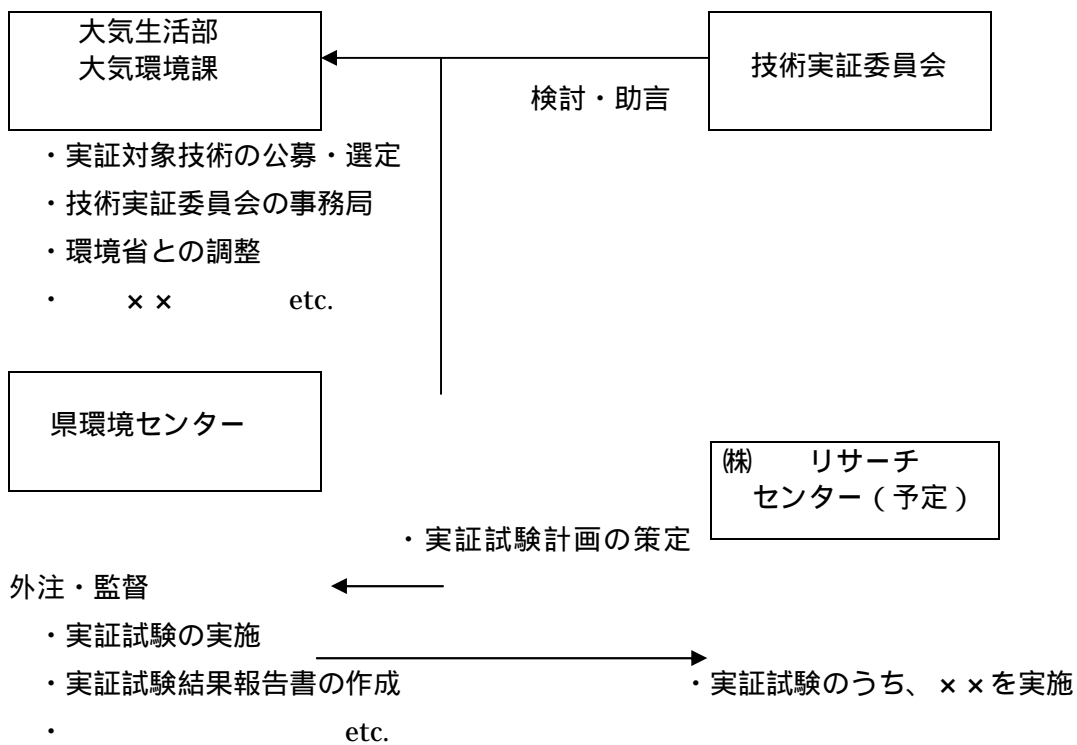 大気生活部
大気環境課
技術実証委員会
検討・助言
・実証対象技術の公募・選定
・技術実証委員会の事務局
・環境省との調整
・　　××　　　　etc.
県環境センター
㈱　　リサーチ
センター(予定)
・実証試験計画の策定
外注・監督
・実証試験の実施
・実証試験結果報告書の作成
・実証試験のうち、××を実施
・　　　　　　　　etc.